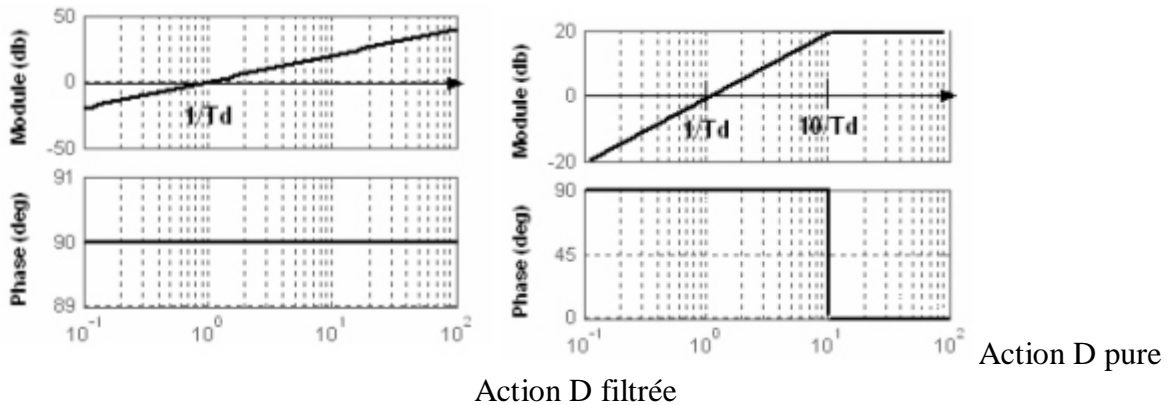 50
0
-50
Module (db)
1/Td
91
90
89
Phase (deg)
10^-1
10^0
10^1
10^2
20
0
-20
Module (db)
1/Td
10/Td
90
45
0
Phase (deg)
10^-1
10^0
10^1
10^2
Action D pure
Action D filtrée